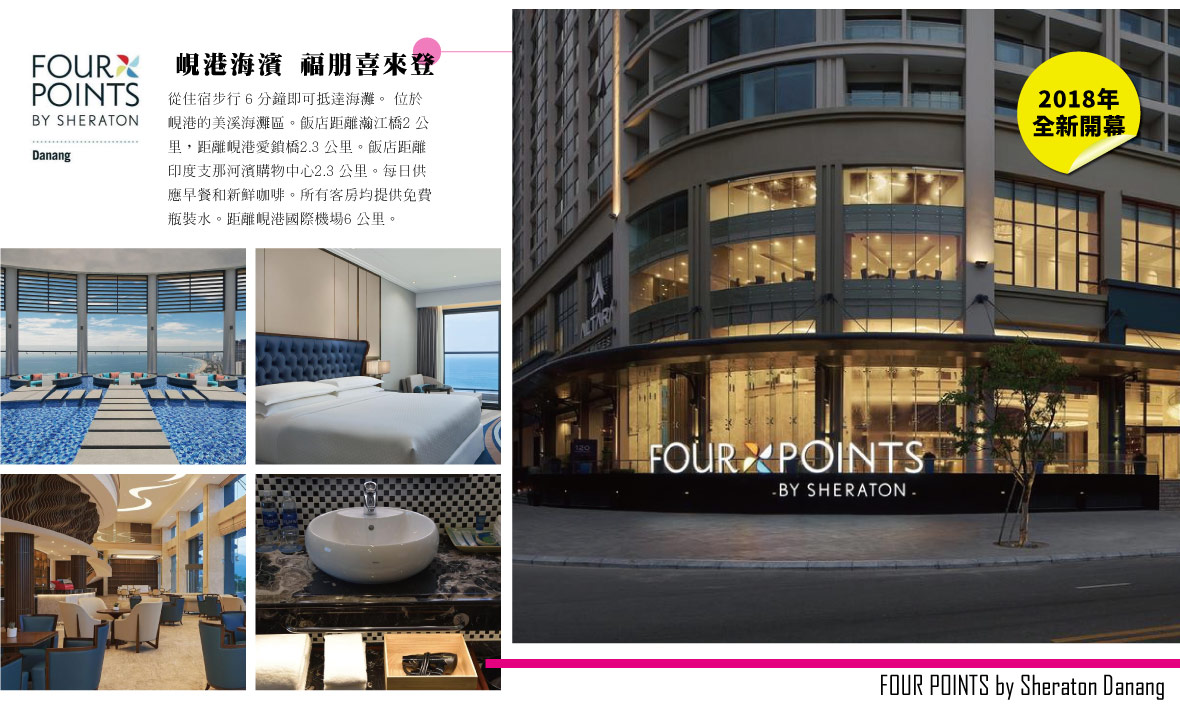 FOUR POINTS
BY SHERATON
Danang
峴港海濱 福朋喜來登
從住宿步行 6 分鐘即可抵達海灘。 位於
峴港的美溪海灘區。飯店距離瀚江橋2 公
里，距離峴港愛鎖橋2.3 公里。飯店距離
印度支那河濱購物中心2.3 公里。每日供
應早餐和新鮮咖啡。所有客房均提供免費
瓶裝水。距離峴港國際機場6 公里。
2018年
全新開幕
FOUR POINTS
BY SHERATON
120
FOUR POINTS by Sheraton Danang